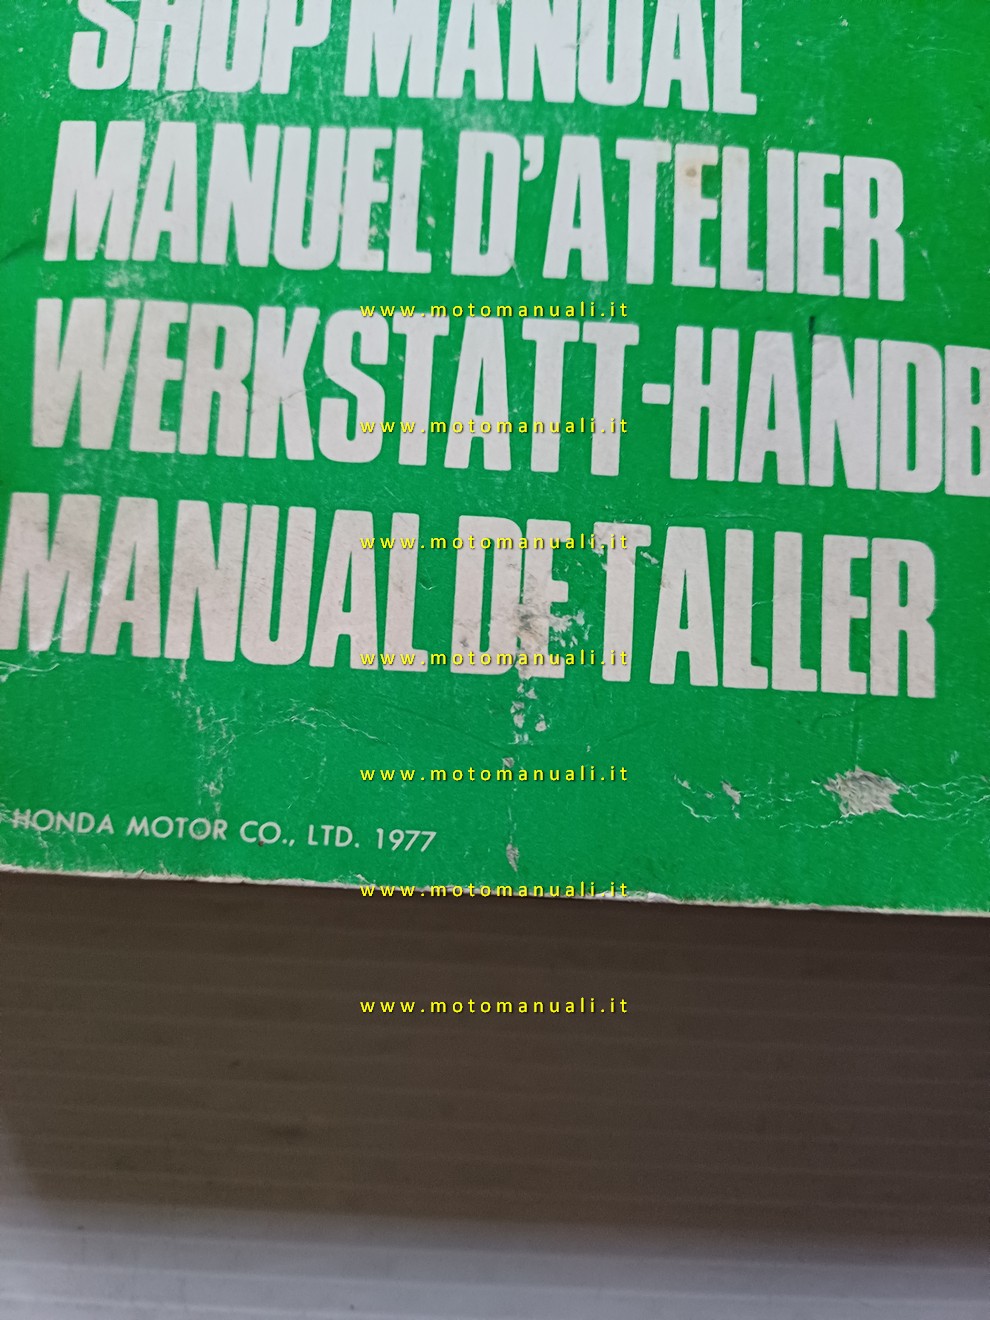 SHOP MANUAL
MANUEL D'ATELIER
www.motomanuali.it
WERKSTATT-HANDB
www.motomanuali.it
MANUAL DE TALLER
www.motomanuali.it
www.motomanuali.it
www.motomanuali.it
HONDA MOTOR CO., LTD. 1977
www.motomanuali.it
www.motomanuali.it